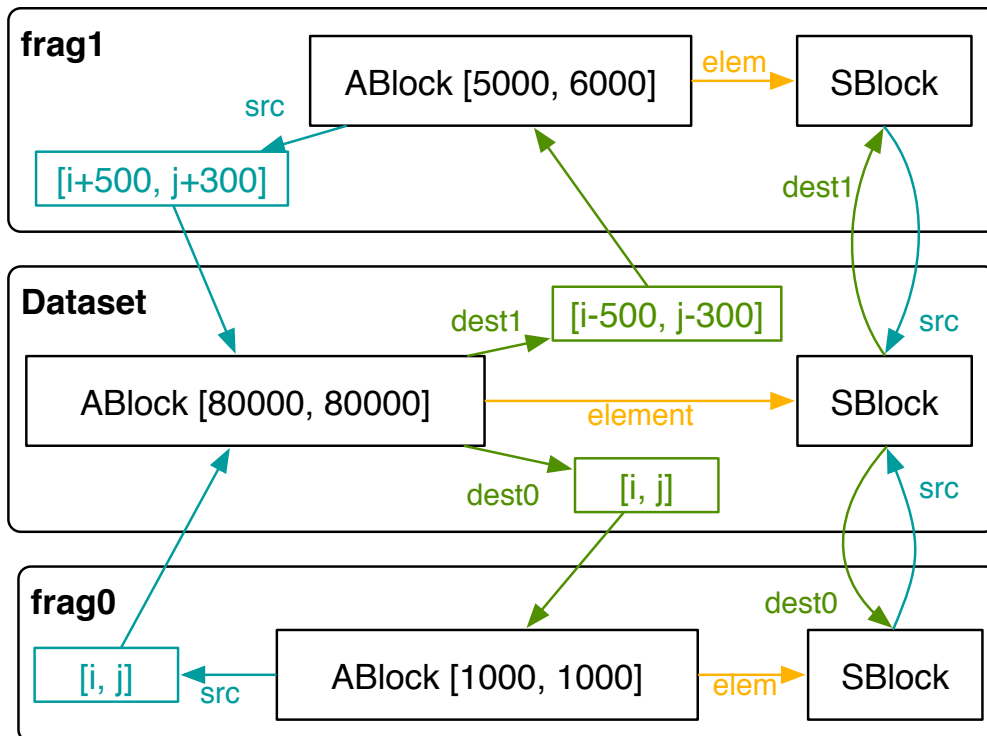 frag1
ABlock [5000, 6000]
elem
SBlock
src
[i+500, j+300]
dest1
Dataset
[i-500, j-300]
dest1
src
ABlock [80000, 80000]
element
SBlock
dest0
[i, j]
src
frag0
dest0
[i, j]
src
ABlock [1000, 1000]
elem
SBlock